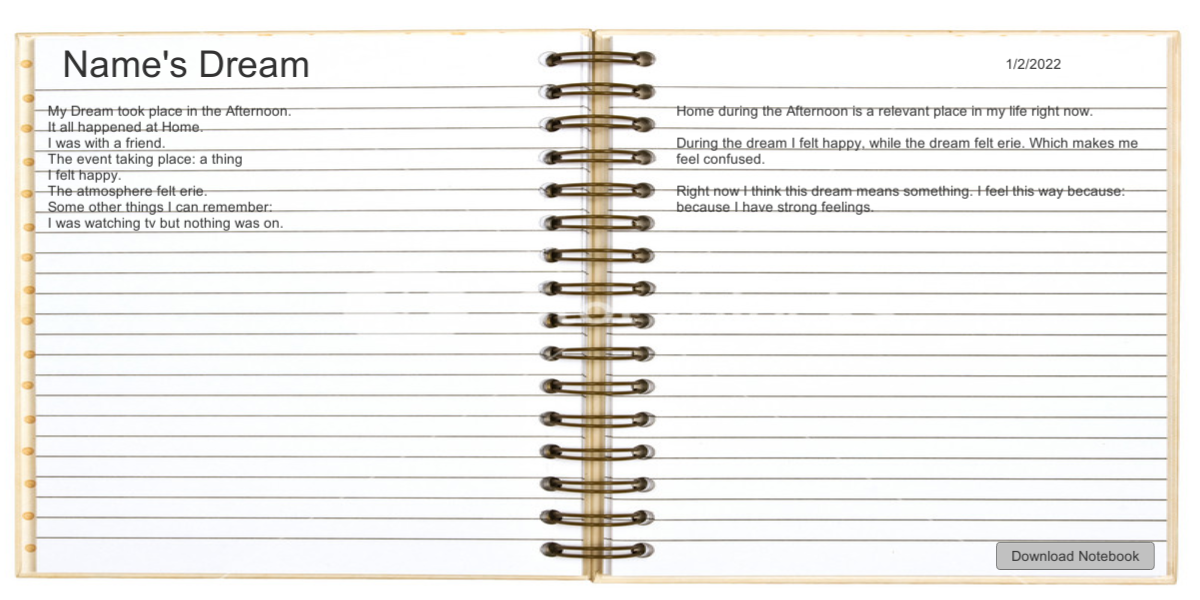 Name's Dream
My Dream took place in the Afternoon.
It all happened at Home.
I was with a friend.
The event taking place: a thing
I felt happy.
The atmosphere felt erie.
Some other things I can remember:
I was watching tv but nothing was on.
1/2/2022
Home during the Afternoon is a relevant place in my life right now.
During the dream I felt happy, while the dream felt erie. Which makes me
feel confused.
Right now I think this dream means something. I feel this way because:
because I have strong feelings.
Download Notebook